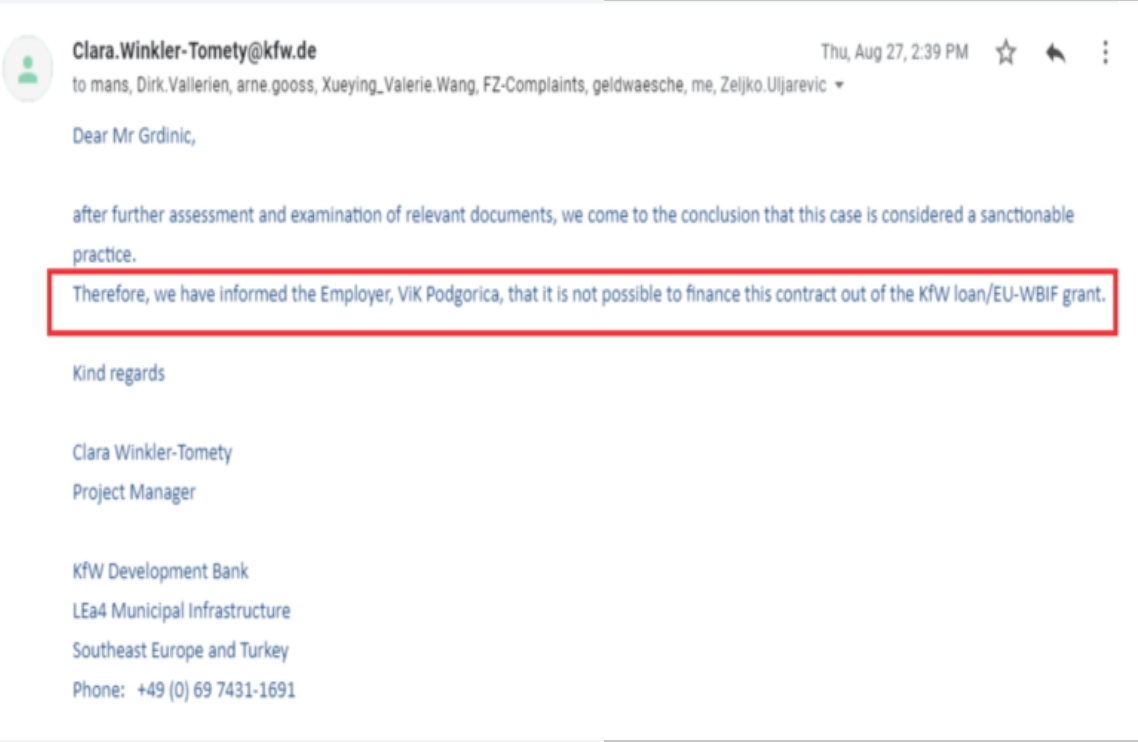 Clara.Winkler-Tomety@kfw.de
Thu, Aug 27, 2:39 PM
to mans, Dirk.Vallerien, arne.gooss, Xueying_Valerie.Wang, FZ-Complaints, geldwaesche, me, Zeljko.Uljarevic
Dear Mr Grdinic,
after further assessment and examination of relevant documents, we come to the conclusion that this case is considered a sanctionable
practice.
Therefore, we have informed the Employer, ViK Podgorica, that it is not possible to finance this contract out of the KfW loan/EU-WBIF grant.
Kind regards
Clara Winkler-Tomety
Project Manager
KfW Development Bank
LEa4 Municipal Infrastructure
Southeast Europe and Turkey
Phone: +49 (0) 69 7431-1691